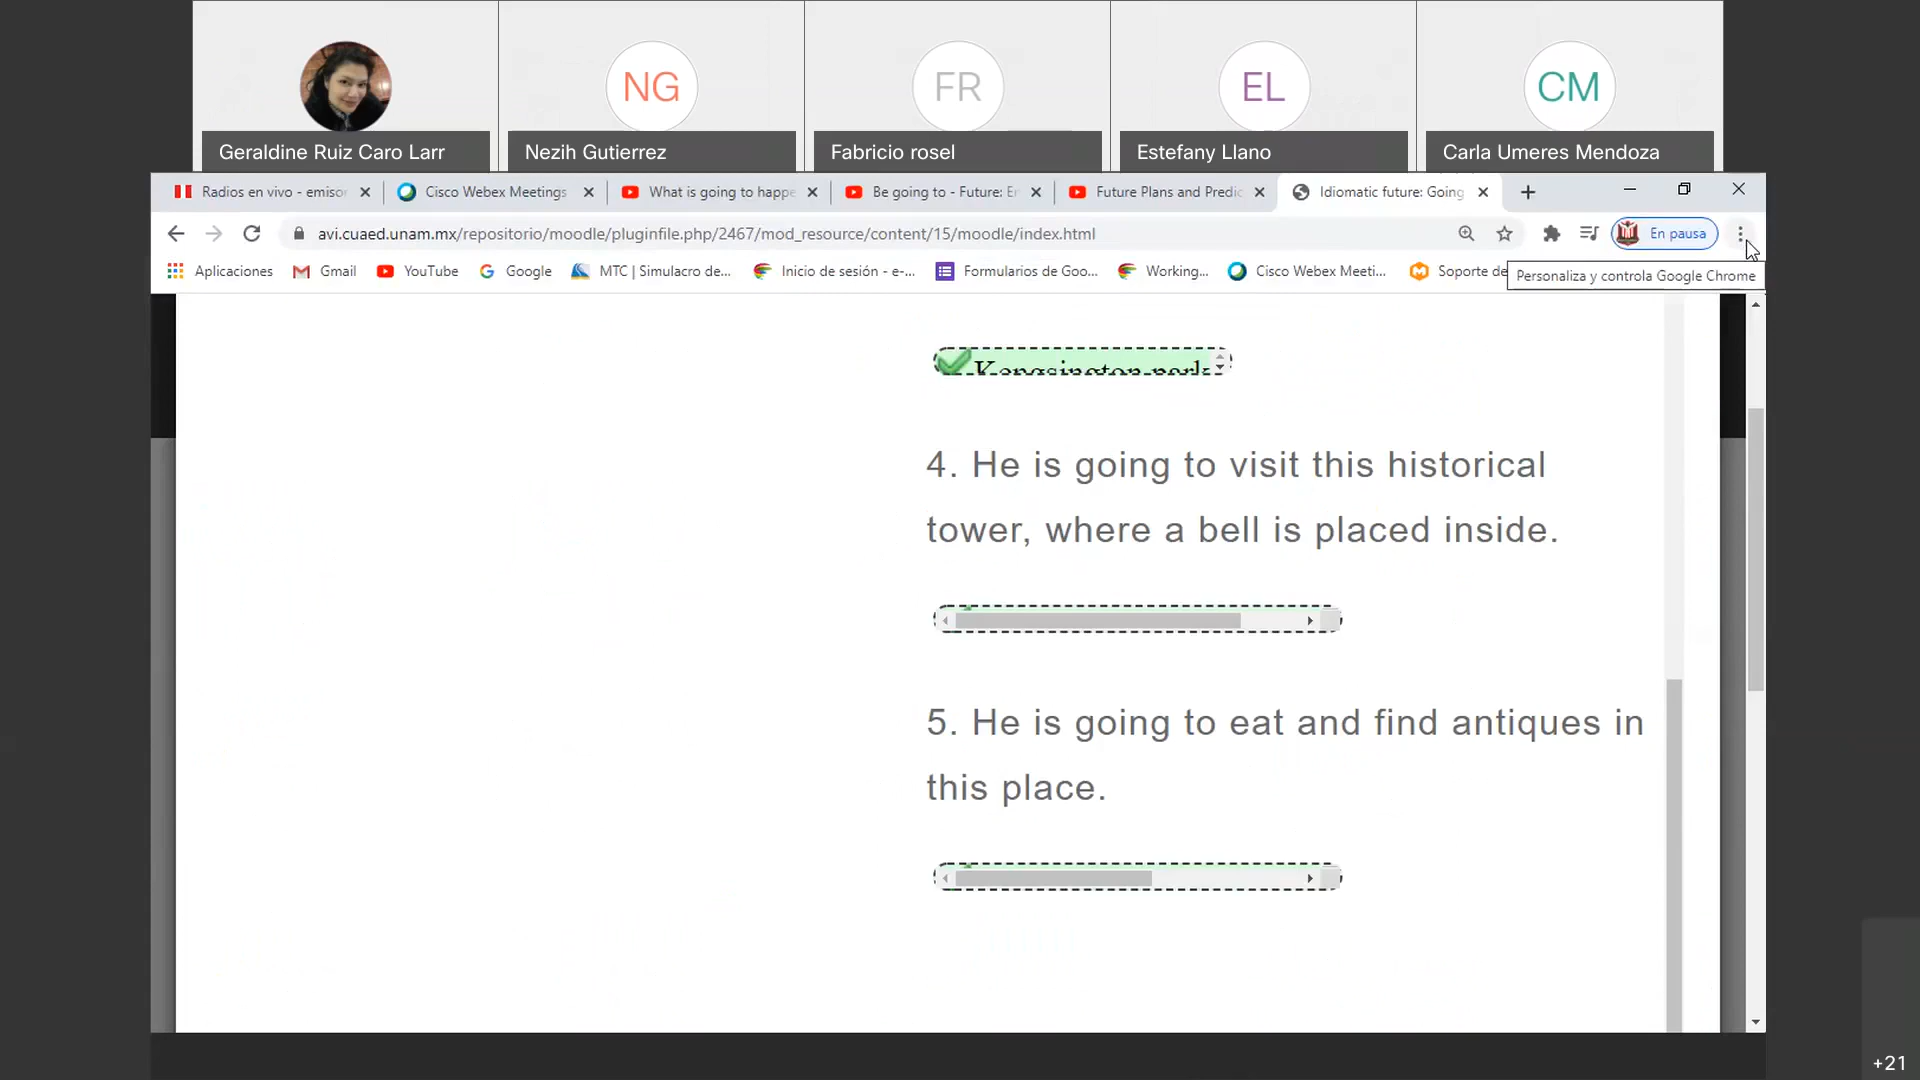 NG
FR
EL
CM
Geraldine Ruiz Caro Larr
Nezih Gutierrez
Fabricio rosel
Estefany Llano
Carla Umeres Mendoza
Radios en vivo - emisor
Cisco Webex Meetings
What is going to happe
Be going to - Future: E
Future Plans and Predic
Idiomatic future: Going
avi.cuaed.unam.mx/repositorio/moodle/pluginfile.php/2467/mod_resource/content/15/moodle/index.html
En pausa
Aplicaciones
Gmail
YouTube
Google
MTC | Simulacro de...
Inicio de sesión - e-...
Formularios de Goo...
Working...
Cisco Webex Meeti...
Soporte de
Personaliza y controla Google Chrome
Kengsington park
4. He is going to visit this historical
tower, where a bell is placed inside.
5. He is going to eat and find antiques in
this place.
+21